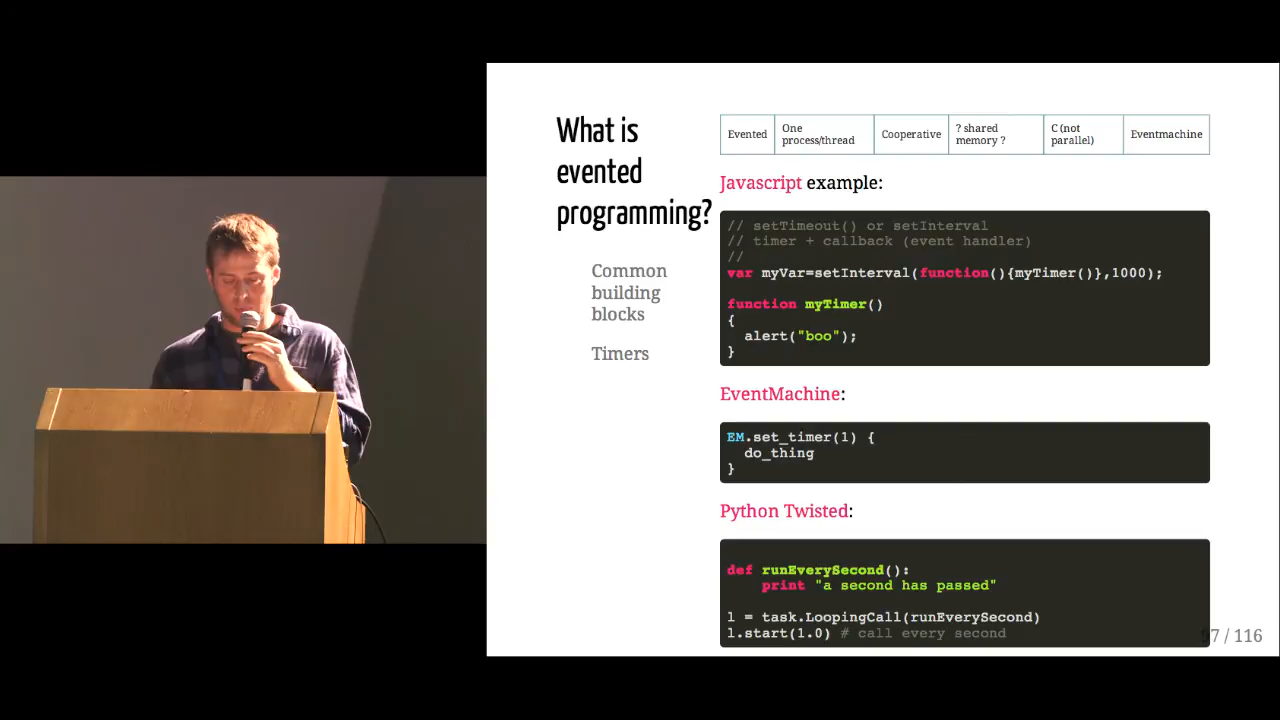 What is
evented
programming?
Common
building
blocks
Timers
Evented
One
process/thread
Cooperative
? shared
memory ?
C (not
parallel)
Eventmachine
Javascript example:
// setTimeout() or setInterval
// timer + callback (event handler)
//
var myVar=setInterval(function(){myTimer()},1000);
function myTimer()
{
alert("boo");
}
EventMachine:
EM.set_timer(1) {
do_thing
}
Python Twisted:
def runEverySecond():
print "a second has passed"
l = task.LoopingCall(runEverySecond)
l.start(1.0) # call every second
/ 116